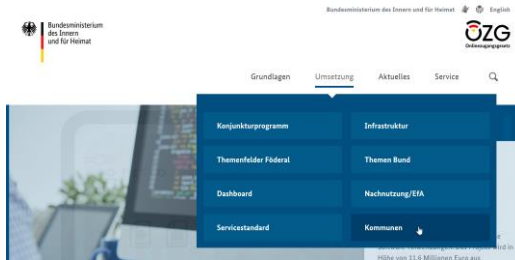 Bundesministerium des Innern und für Heimat
English
Bundesministerium
des Innern
und für Heimat
OZG
Onlinezugangsgesetz
Grundlagen
Umsetzung
Aktuelles
Service
Konjunkturprogramm
Infrastruktur
Themenfelder Föderal
Themen Bund
Dashboard
Nachnutzung/EfA
Servicestandard
Kommunen
Höhe von 11,6 Millionen Euro aus